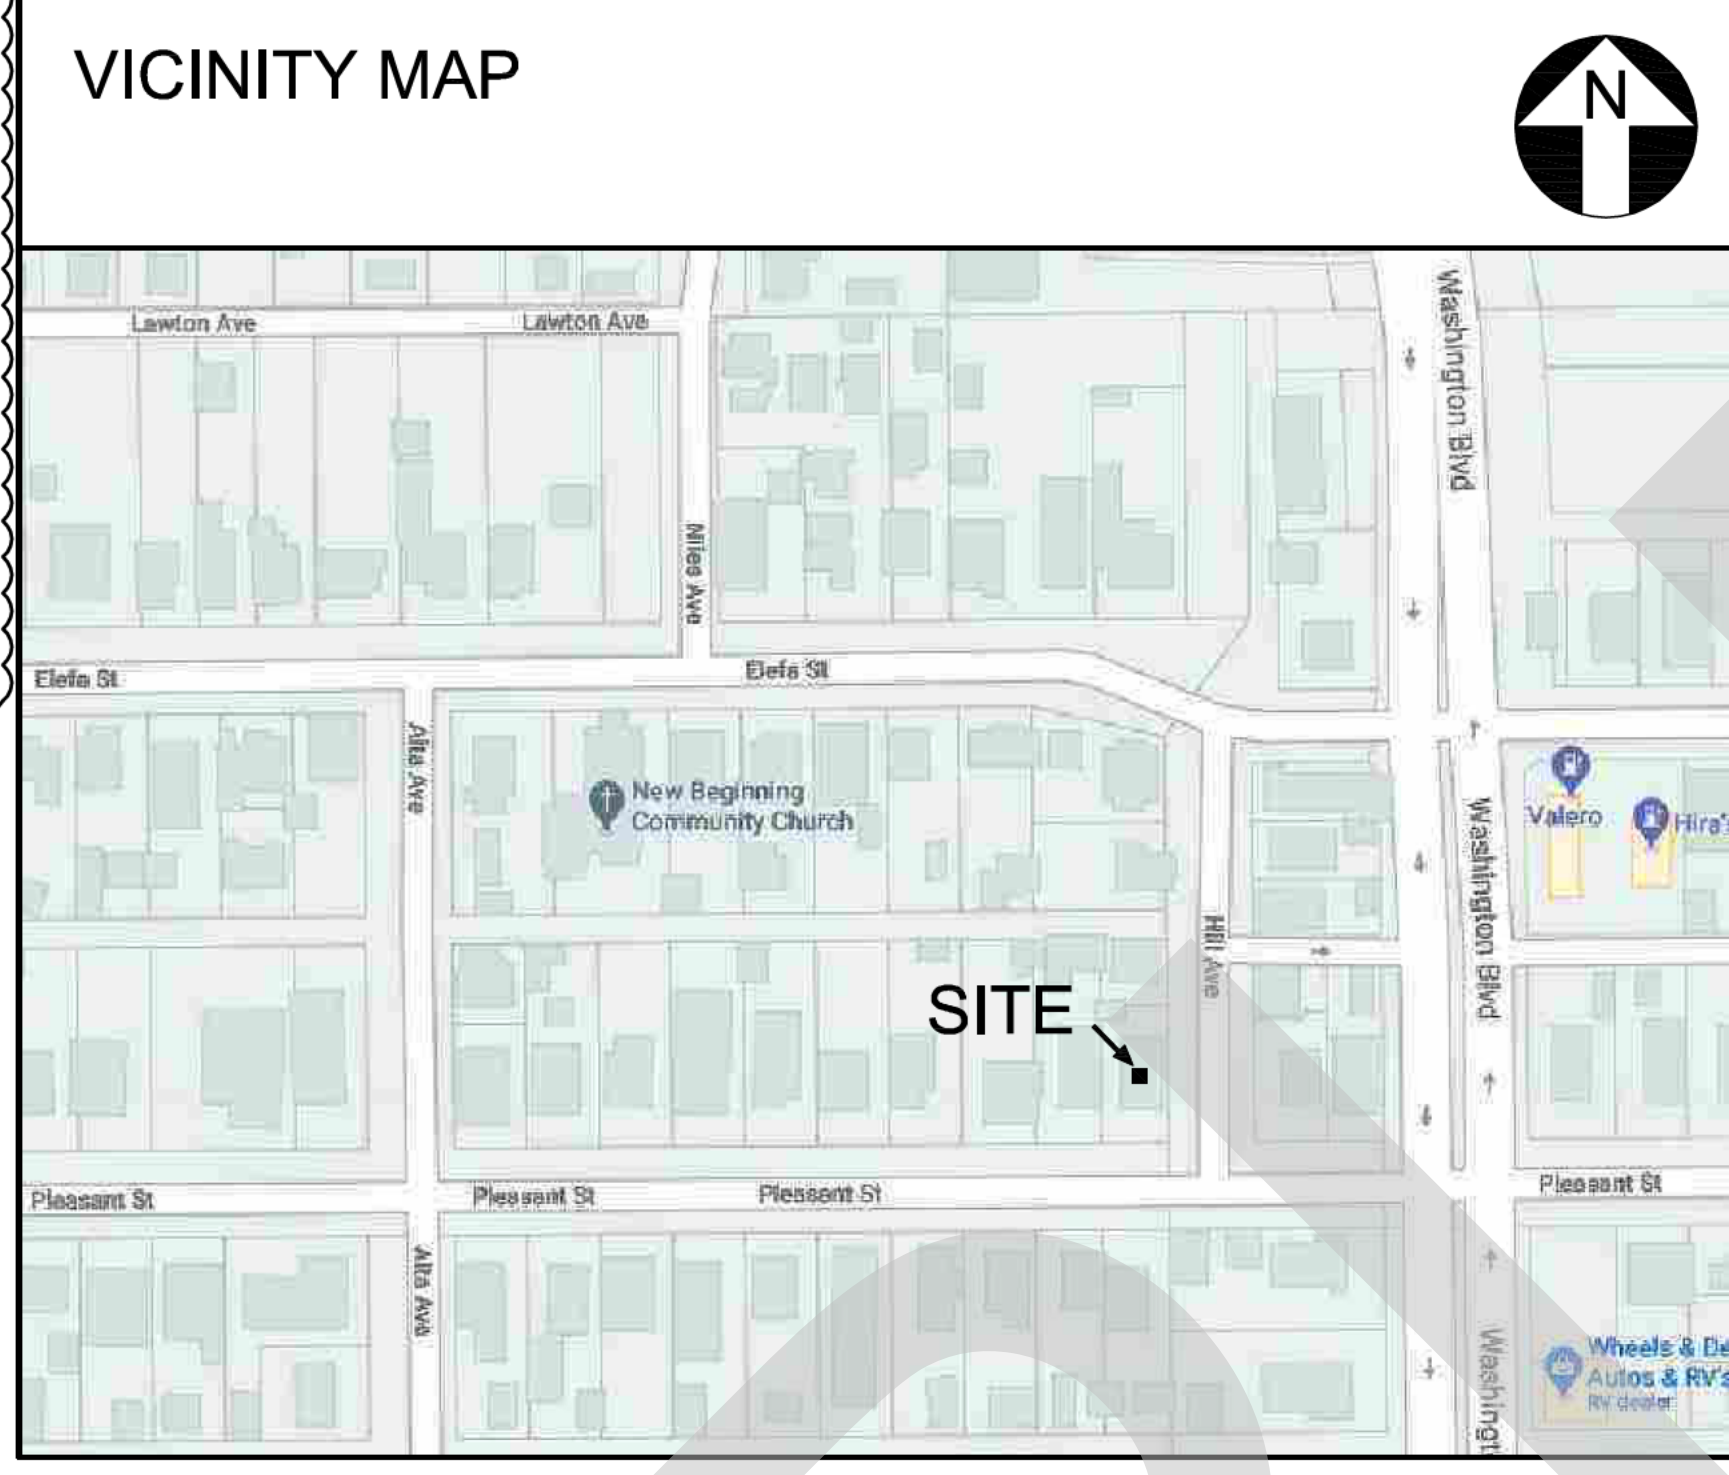 VICINITY MAP
N
Lawton Ave
Lawton Ave
Washington Blvd
Niles Ave
Elefa St
Elefa St
Alta Ave
New Beginning
Community Church
Valero
Hira's
Washington Blvd
Hill Ave
SITE
Pleasant St
Pleasant St
Pleasant St
Pleasant St
Alta Ave
Washingt
Wheels & De
Autos & RV's
RV dealer